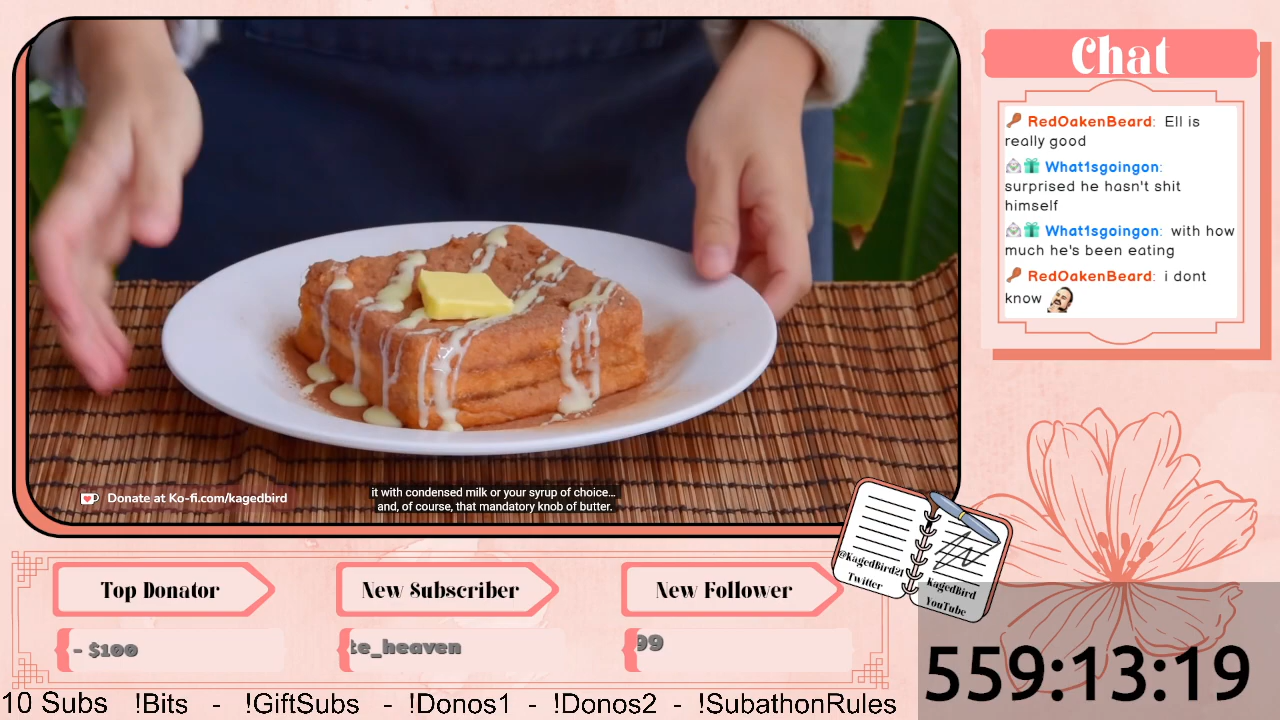 Chat
RedOakenBeard: Ell is
really good
What1sgoingon:
surprised he hasn't shit
himself
What1sgoingon: with how
much he's been eating
RedOakenBeard: i dont
know
Donate at Ko-fi.com/kagedbird
it with condensed milk or your syrup of choice...
and, of course, that mandatory knob of butter.
@KagedBird21
Twitter
KagedBird
YouTube
Top Donator
New Subscriber
New Follower
- $100
te_heaven
99
559:13:19
10 Subs !Bits - !GiftSubs - !Donos1 - !Donos2 - !SubathonRules